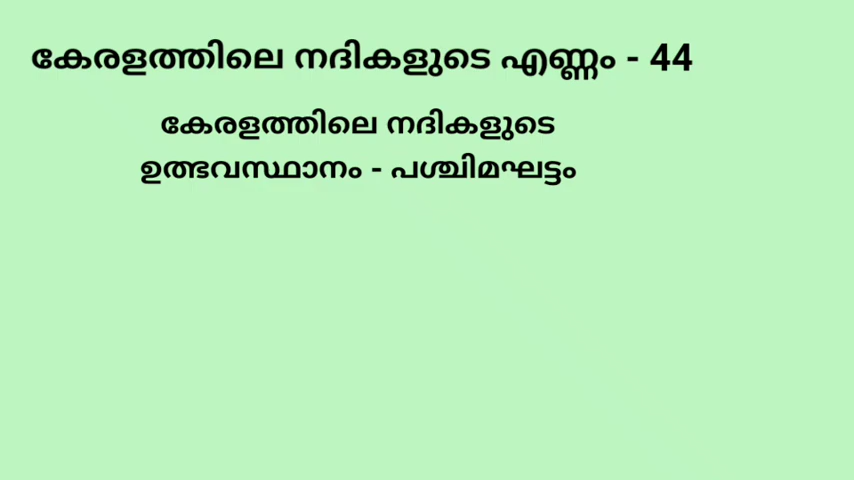 കേരളത്തിലെ നദികളുടെ എണ്ണം - 44
കേരളത്തിലെ നദികളുടെ
ഉത്ഭവസ്ഥാനം - പശ്ചിമഘട്ടം